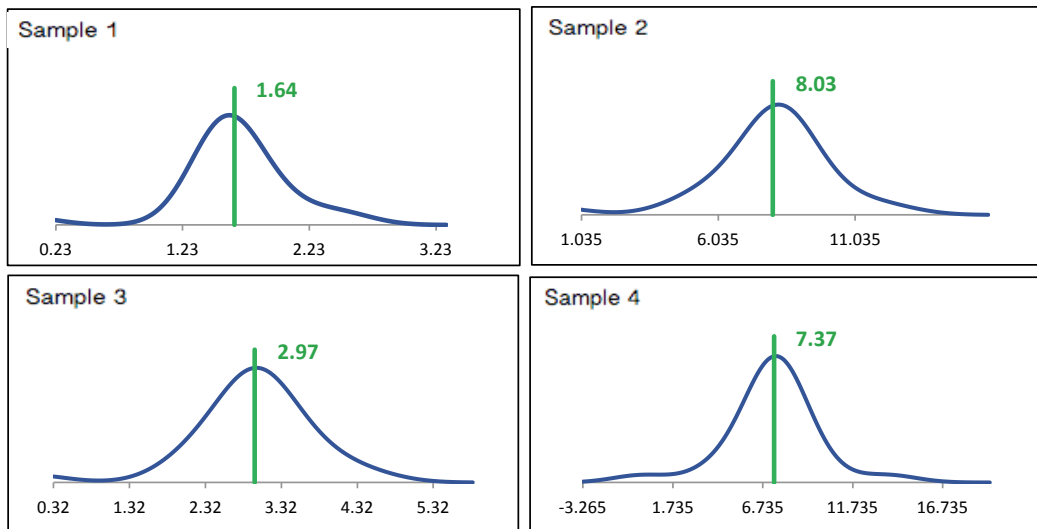 Sample 1
1.64
0.23 1.23 2.23 3.23
Sample 2
8.03
1.035 6.035 11.035
Sample 3
2.97
0.32 1.32 2.32 3.32 4.32 5.32
Sample 4
7.37
-3.265 1.735 6.735 11.735 16.735